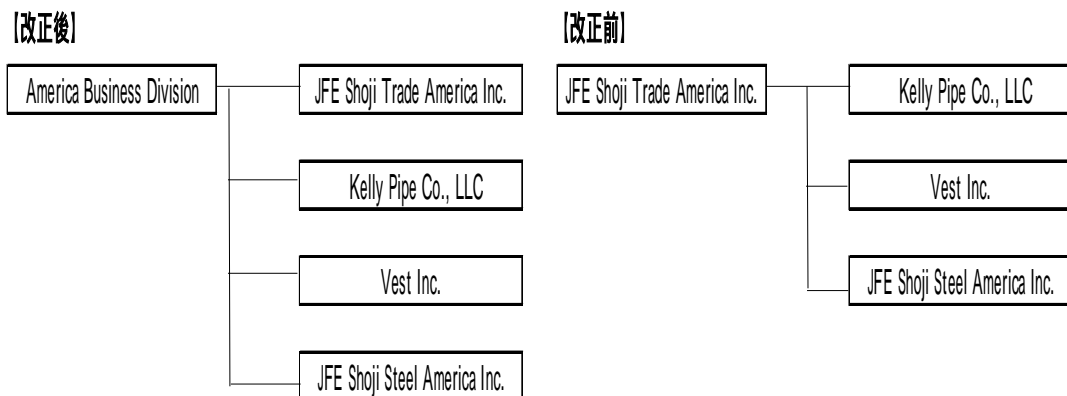 【改正後】
America Business Division
JFE Shoji Trade America Inc.
Kelly Pipe Co., LLC
Vest Inc.
JFE Shoji Steel America Inc.
【改正前】
JFE Shoji Trade America Inc.
Kelly Pipe Co., LLC
Vest Inc.
JFE Shoji Steel America Inc.